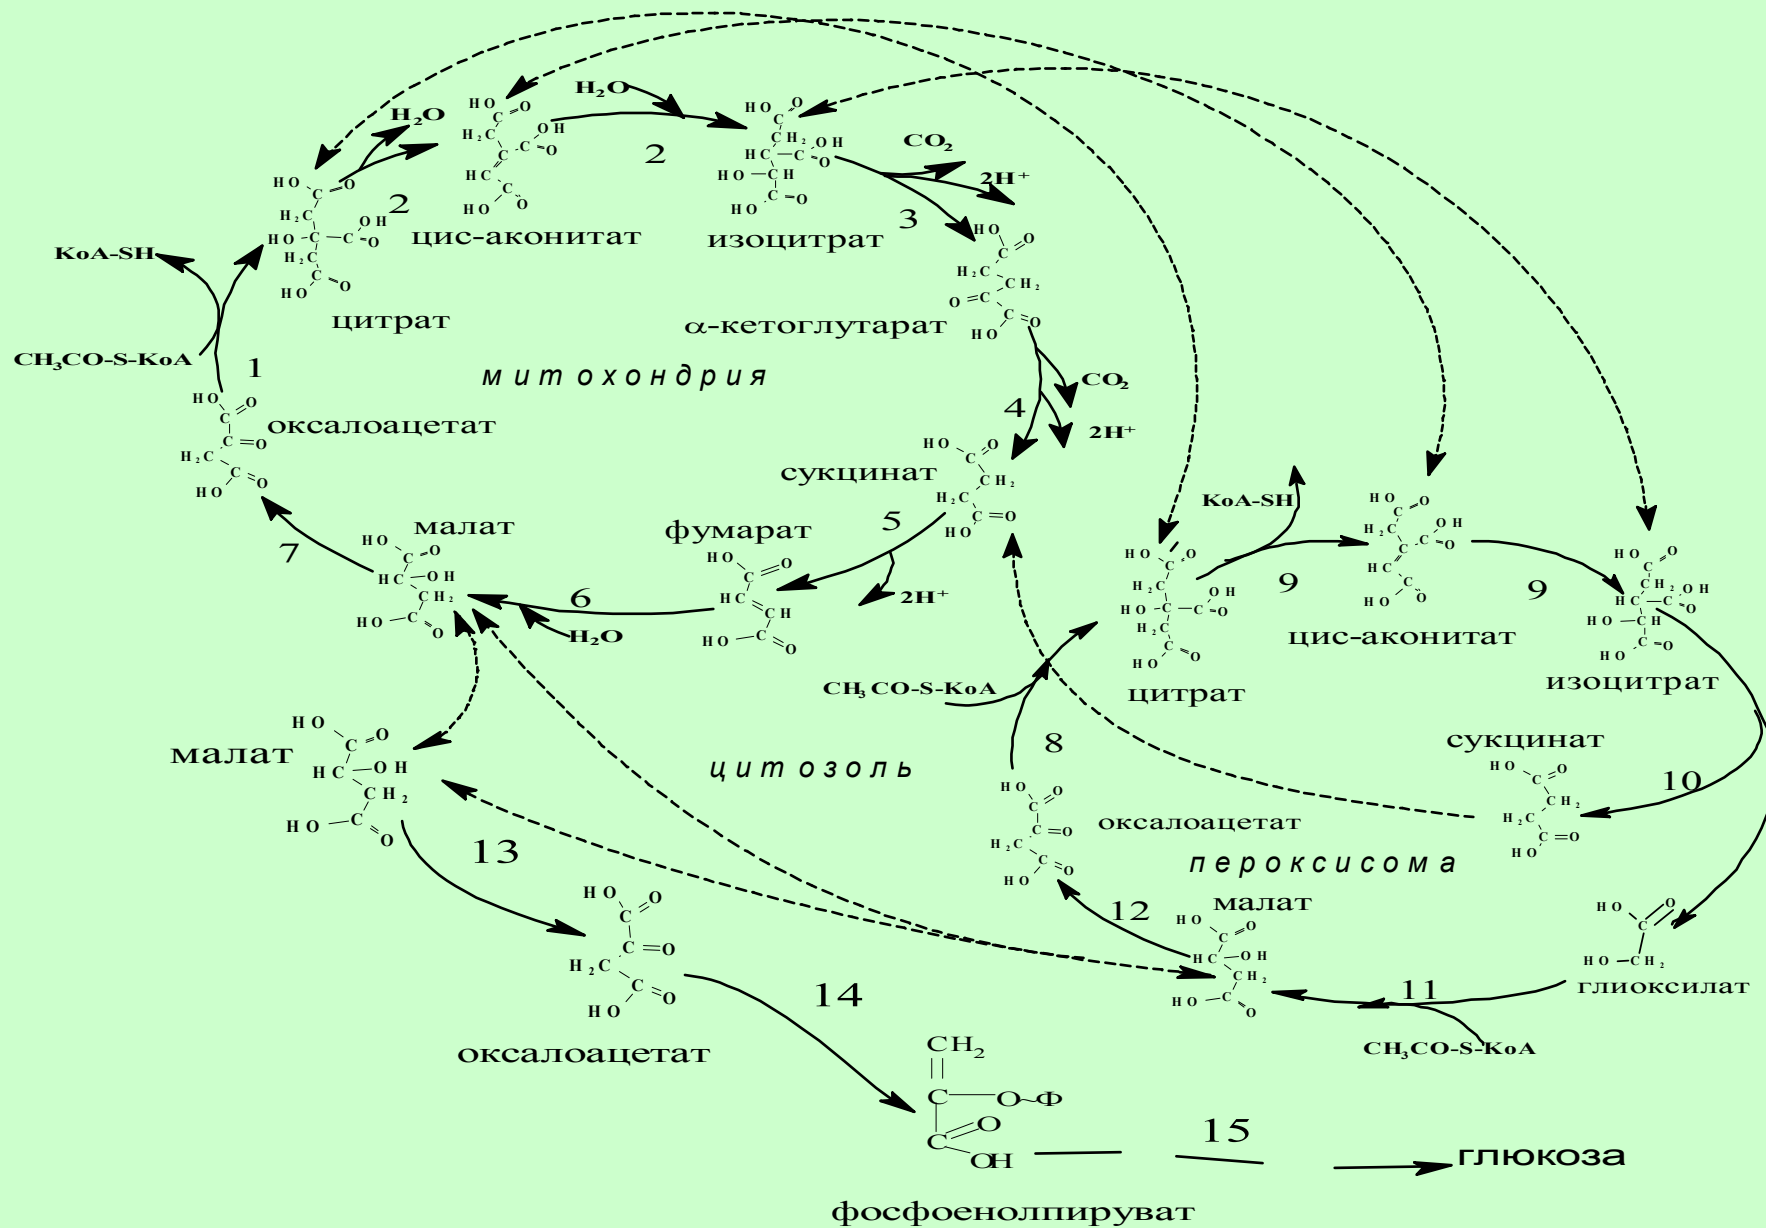 H₂O
H₂O
2
2
CO₂
2H⁺
3
цис-аконитат
изоцитрат
KoA-SH
цитрат
α-кетоглутарат
CH₃CO-S-KoA
1
митохондрия
CO₂
4
2H⁺
оксалоацетат
сукцинат
KoA-SH
малат
фумарат
5
7
6
2H⁺
H₂O
9
9
цис-аконитат
CH₃CO-S-KoA
цитрат
изоцитрат
малат
8
сукцинат
цитозоль
10
оксалоацетат
пероксисома
13
12
малат
14
11
глиоксилат
оксалоацетат
CH₃CO-S-KoA
CH₂
C
O~Ф
C
O
OH
15
глюкоза
фосфоенолпируват